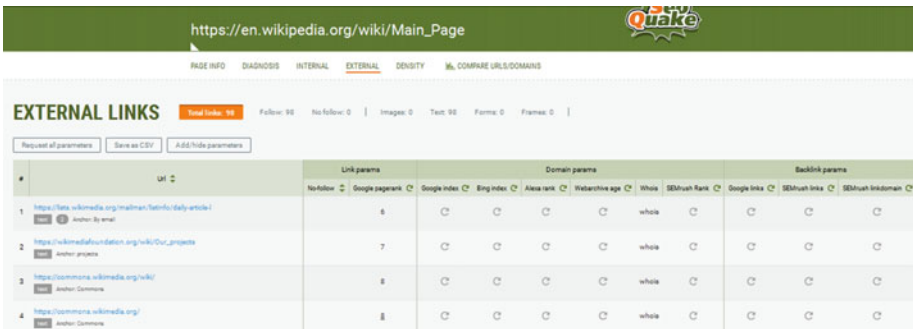 Seo
Quake
https://en.wikipedia.org/wiki/Main_Page
PAGE INFO DIAGNOSIS INTERNAL EXTERNAL DENSITY COMPARE URLS/DOMAINS
EXTERNAL LINKS Total links: 98 Follow: 98 No follow: 0 | Images: 0 Text: 98 Forms: 0 Frames: 0 |
Request all parameters Save as CSV Add/hide parameters
Link params Domain params Backlink params
# Url No-follow Google pagerank Google index Bing index Alexa rank Webarchive age Whois SEMrush Rank Google links SEMrush links SEMrush linkdomain
1 https://lists.wikimedia.org/mailman/listinfo/daily-article-l 6 whois
text Anchor: By email
2 https://wikimediafoundation.org/wiki/Our_projects 7 whois
text Anchor: projects
3 https://commons.wikimedia.org/wiki/ 8 whois
text Anchor: Commons
4 https://commons.wikimedia.org/ 8 whois
text Anchor: Commons